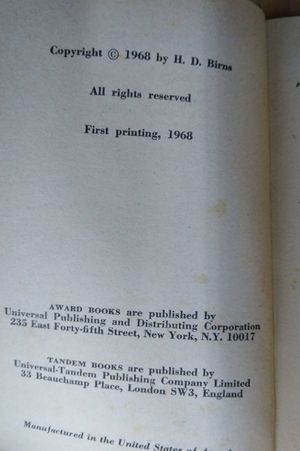 Copyright © 1968 by H. D. Birns
All rights reserved
First printing, 1968
AWARD BOOKS are published by
Universal Publishing and Distributing Corporation
235 East Forty-fifth Street, New York, N.Y. 10017
TANDEM BOOKS are published by
Universal-Tandem Publishing Company Limited
33 Beauchamp Place, London SW3, England
Manufactured in the United States of